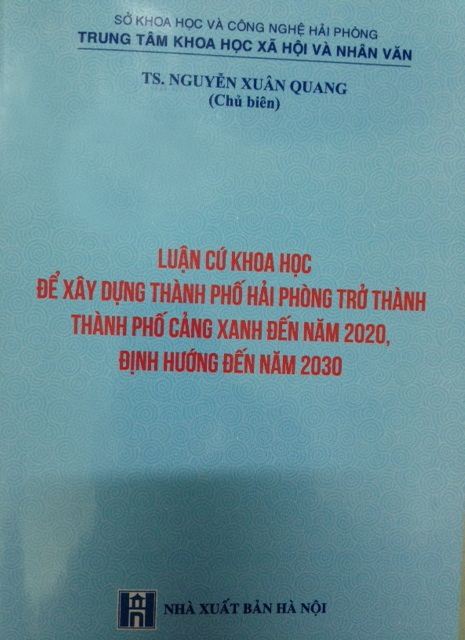 SỞ KHOA HỌC VÀ CÔNG NGHỆ HẢI PHÒNG
TRUNG TÂM KHOA HỌC XÃ HỘI VÀ NHÂN VĂN
TS. NGUYỄN XUÂN QUANG
(Chủ biên)
LUẬN CỨ KHOA HỌC
ĐỂ XÂY DỰNG THÀNH PHỐ HẢI PHÒNG TRỞ THÀNH
THÀNH PHỐ CẢNG XANH ĐẾN NĂM 2020,
ĐỊNH HƯỚNG ĐẾN NĂM 2030
NHÀ XUẤT BẢN HÀ NỘI